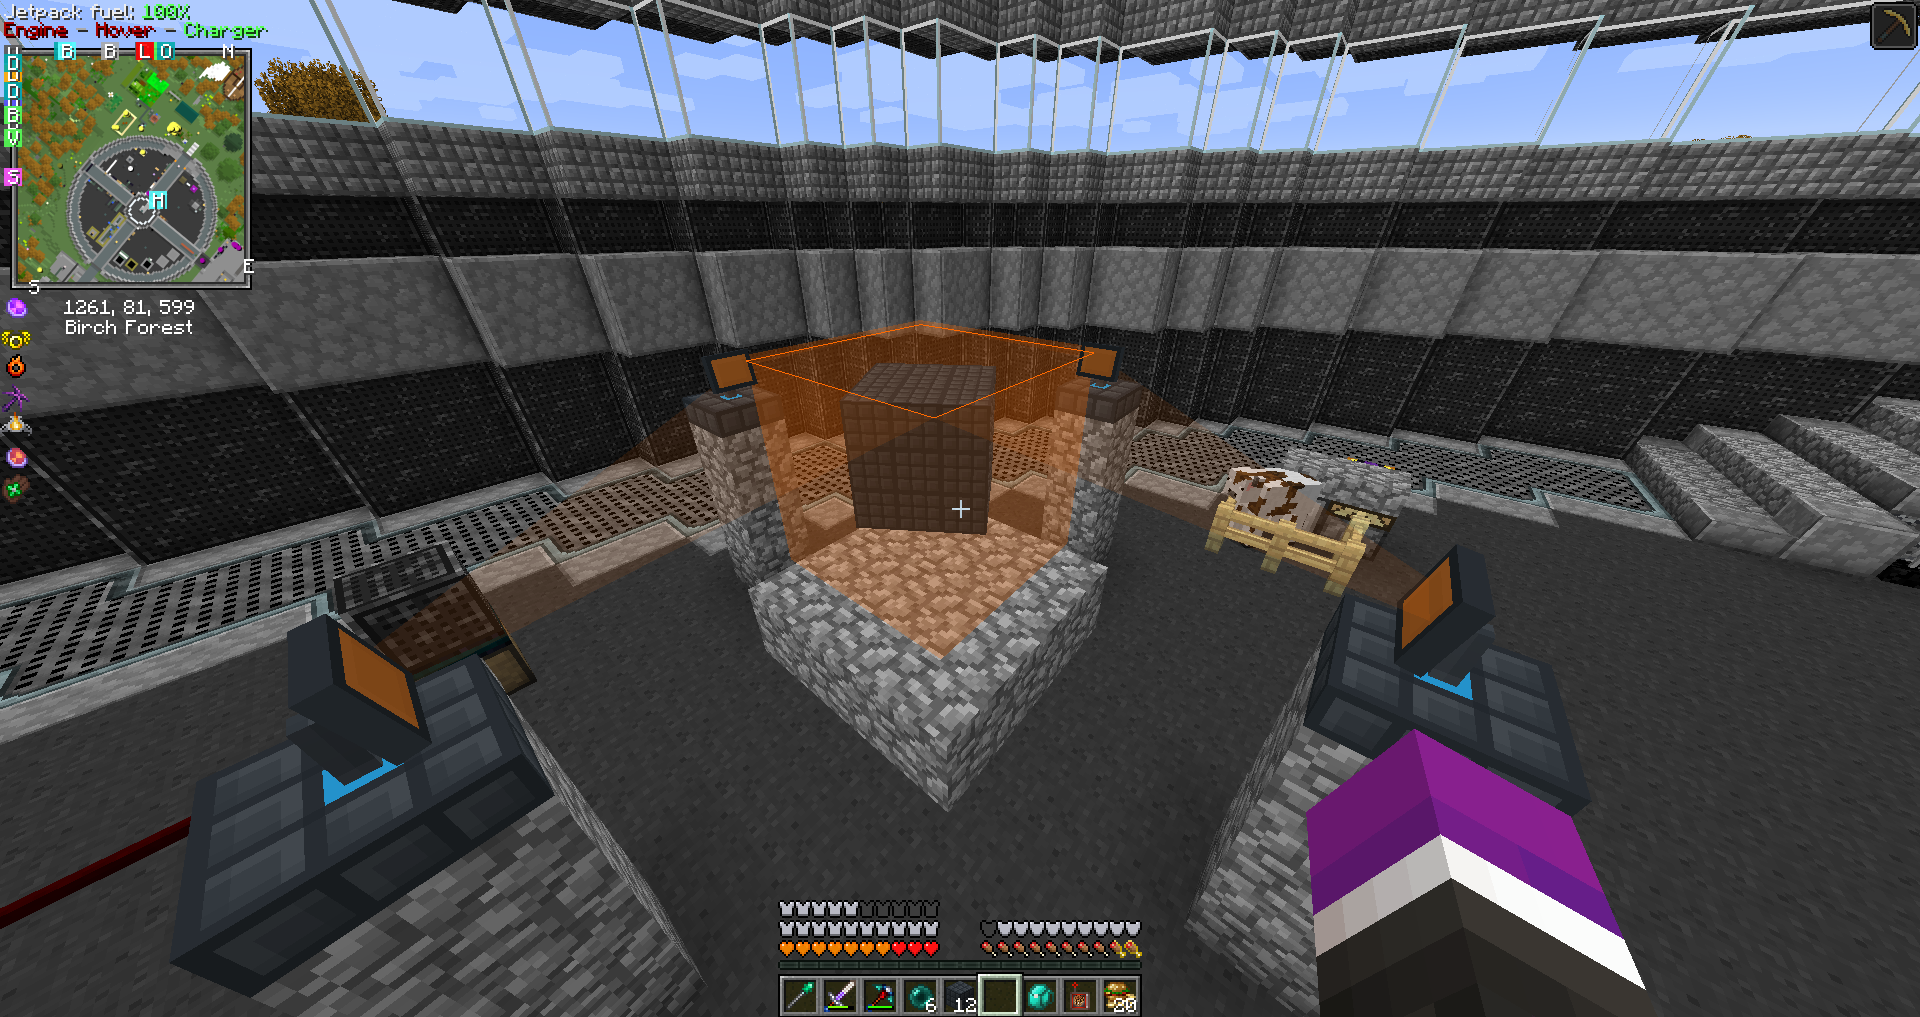 Jetpack fuel: 100%
Engine - Hover - Charger
B B L O N
D
D
B
W
S
H
E
S
1261, 81, 599
Birch Forest
6 12 20